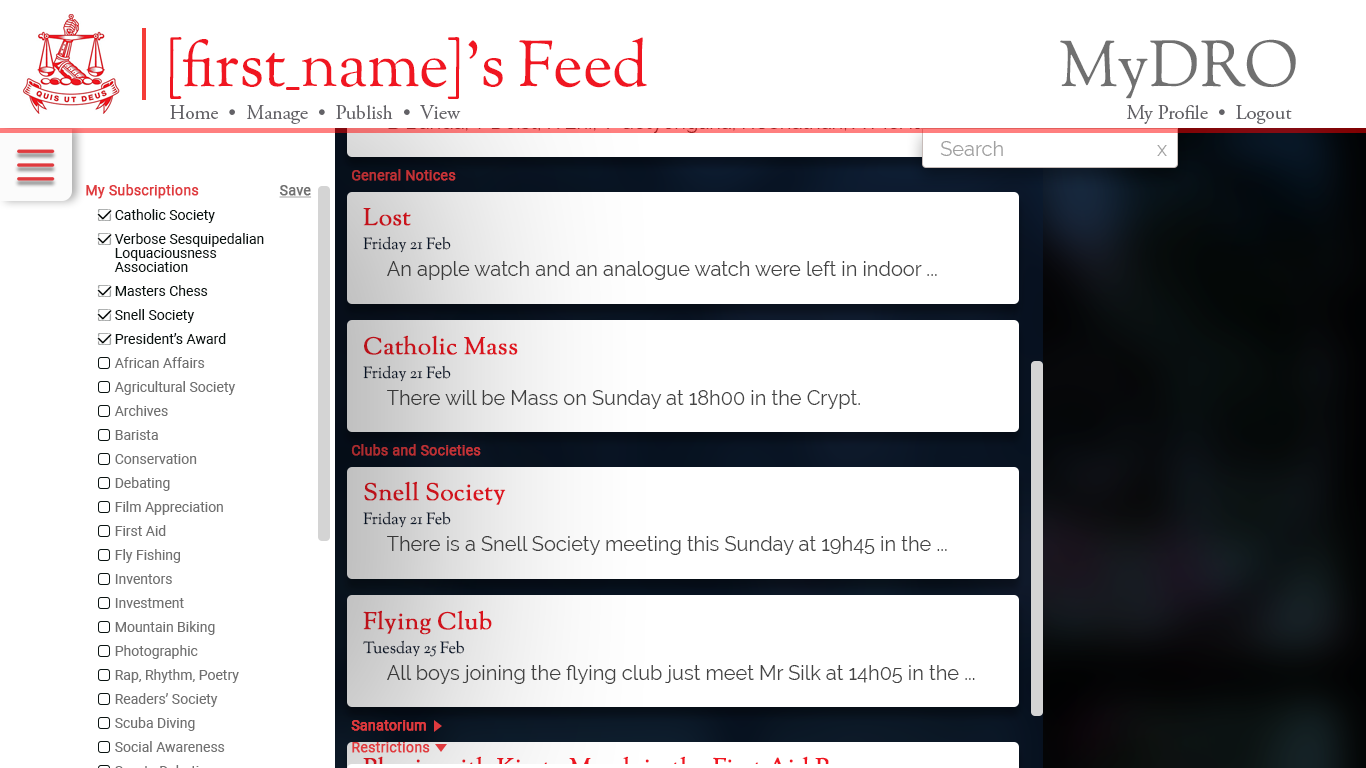 [first_name]’s Feed
MyDRO
QUIS UT DEUS
Home • Manage • Publish • View
My Profile • Logout
Search
x
My Subscriptions
Save
Catholic Society
Verbose Sesquipedalian
Loquaciousness
Association
Masters Chess
Snell Society
President’s Award
African Affairs
Agricultural Society
Archives
Barista
Conservation
Debating
Film Appreciation
First Aid
Fly Fishing
Inventors
Investment
Mountain Biking
Photographic
Rap, Rhythm, Poetry
Readers’ Society
Scuba Diving
Social Awareness
General Notices
Lost
Friday 21 Feb
An apple watch and an analogue watch were left in indoor ...
Catholic Mass
Friday 21 Feb
There will be Mass on Sunday at 18h00 in the Crypt.
Clubs and Societies
Snell Society
Friday 21 Feb
There is a Snell Society meeting this Sunday at 19h45 in the ...
Flying Club
Tuesday 25 Feb
All boys joining the flying club just meet Mr Silk at 14h05 in the ...
Sanatorium
Restrictions